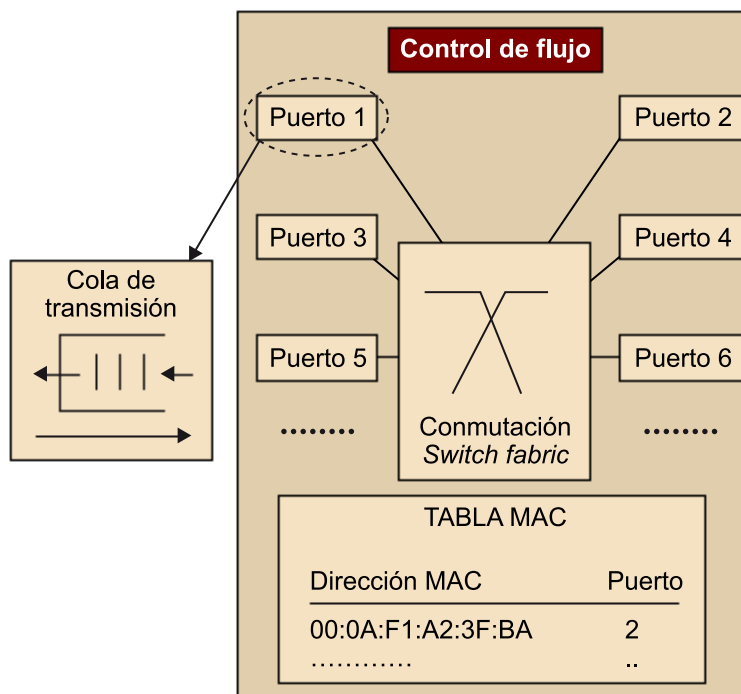 Control de flujo
Puerto 1
Puerto 2
Puerto 3
Puerto 4
Cola de
transmisión
Puerto 5
Puerto 6
........
Conmutación
Switch fabric
........
TABLA MAC
Dirección MAC Puerto
00:0A:F1:A2:3F:BA 2
............ ..